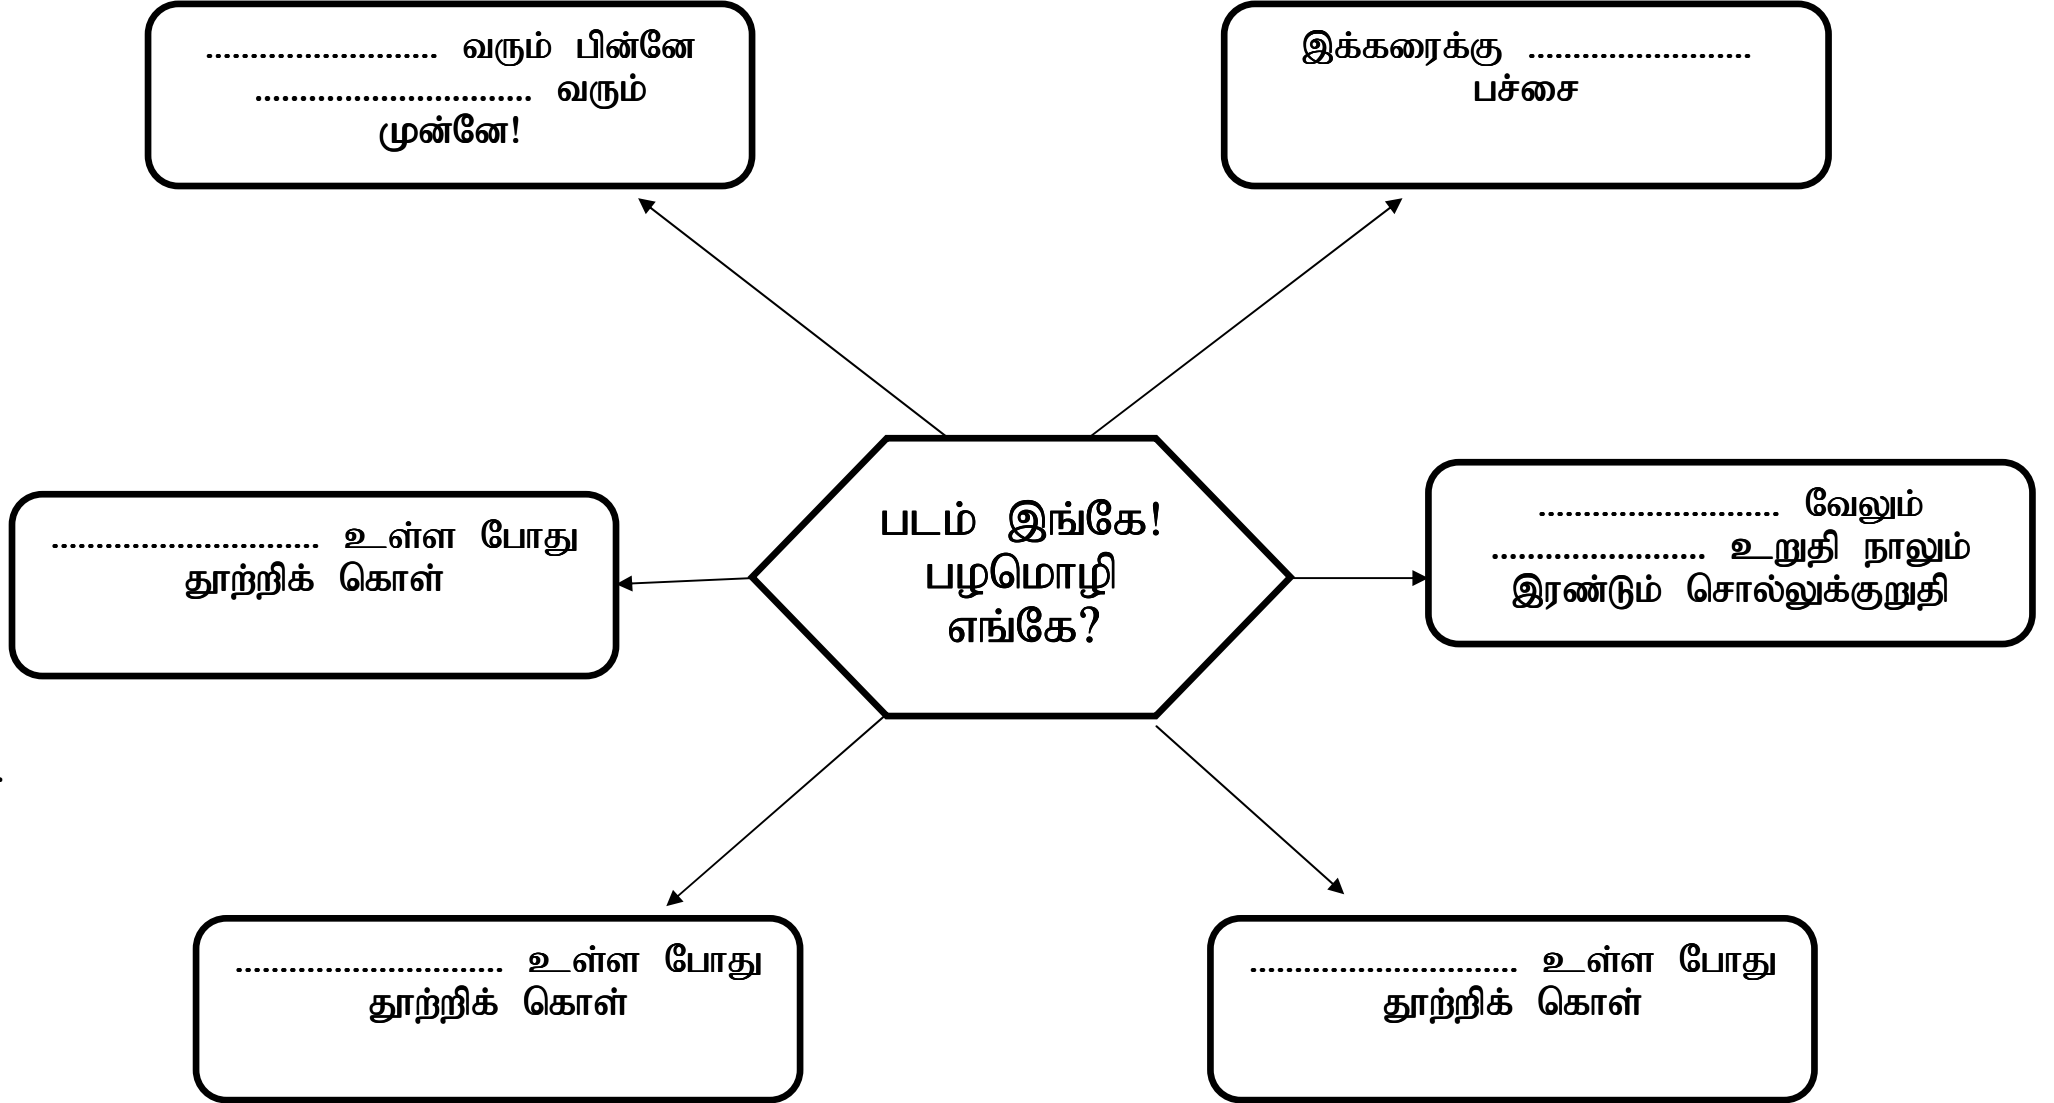 .......................... வரும் பின்னே
............................... வரும்
முன்னே!
இக்கரைக்கு .........................
பச்சை
.............................. உள்ள போது
தூற்றிக் கொள்
படம் இங்கே!
பழமொழி
எங்கே?
........................... வேலும்
........................ உறுதி நாலும்
இரண்டும் சொல்லுக்குறுதி
.............................. உள்ள போது
தூற்றிக் கொள்
.............................. உள்ள போது
தூற்றிக் கொள்